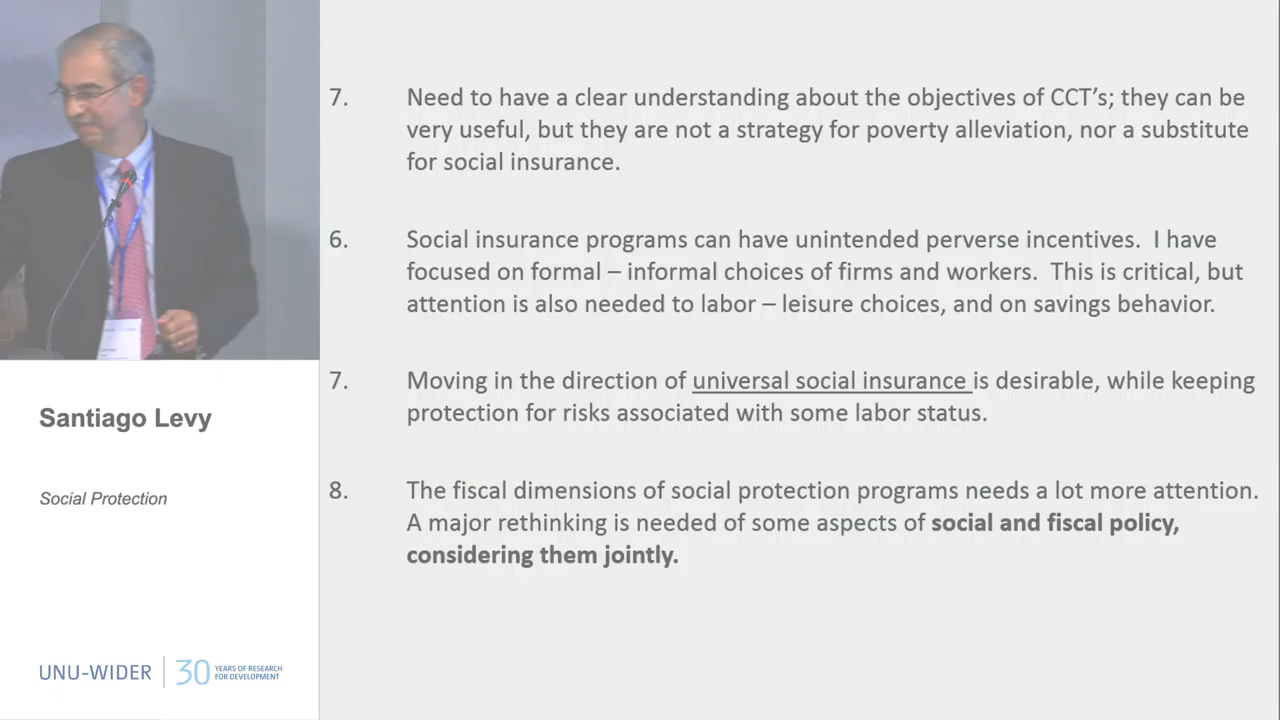 7. Need to have a clear understanding about the objectives of CCT's; they can be
very useful, but they are not a strategy for poverty alleviation, nor a substitute
for social insurance.
6. Social insurance programs can have unintended perverse incentives. I have
focused on formal – informal choices of firms and workers. This is critical, but
attention is also needed to labor – leisure choices, and on savings behavior.
7. Moving in the direction of universal social insurance is desirable, while keeping
protection for risks associated with some labor status.
8. The fiscal dimensions of social protection programs needs a lot more attention.
A major rethinking is needed of some aspects of social and fiscal policy,
considering them jointly.
Santiago Levy
Social Protection
UNU-WIDER
30 YEARS OF RESEARCH
FOR DEVELOPMENT